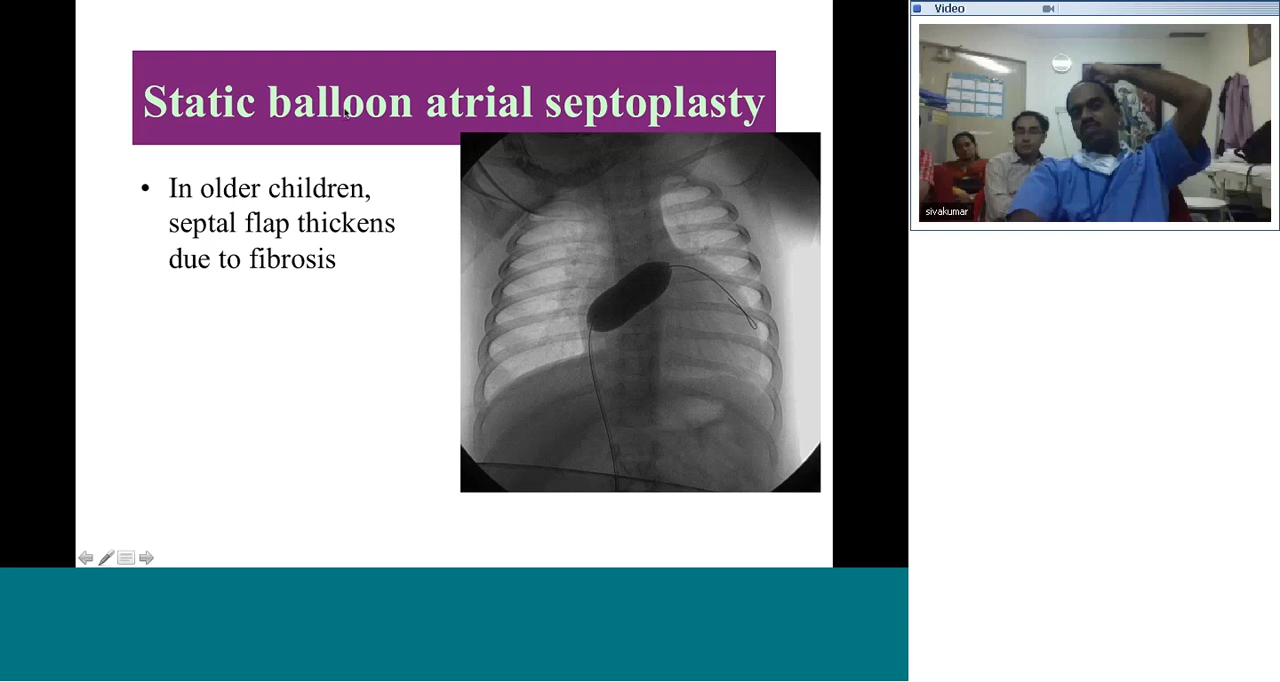 Static balloon atrial septoplasty
• In older children,
septal flap thickens
due to fibrosis
Video
sivakumar